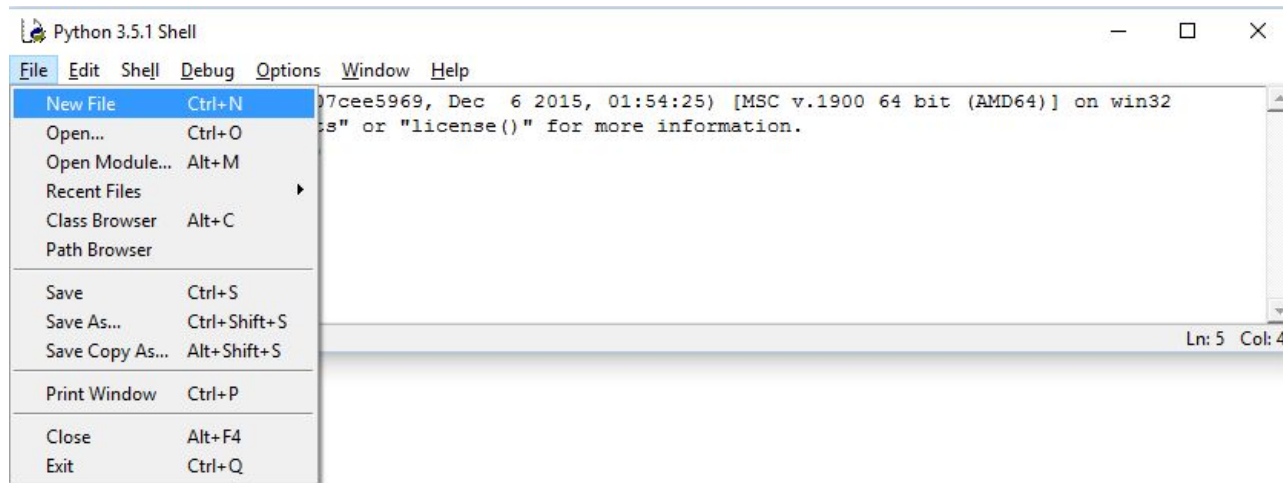 Python 3.5.1 Shell
File Edit Shell Debug Options Window Help
New File Ctrl+N
Open... Ctrl+O
Open Module... Alt+M
Recent Files
Class Browser Alt+C
Path Browser
Save Ctrl+S
Save As... Ctrl+Shift+S
Save Copy As... Alt+Shift+S
Print Window Ctrl+P
Close Alt+F4
Exit Ctrl+Q
7cee5969, Dec 6 2015, 01:54:25) [MSC v.1900 64 bit (AMD64)] on win32
s" or "license()" for more information.
Ln: 5 Col: 4